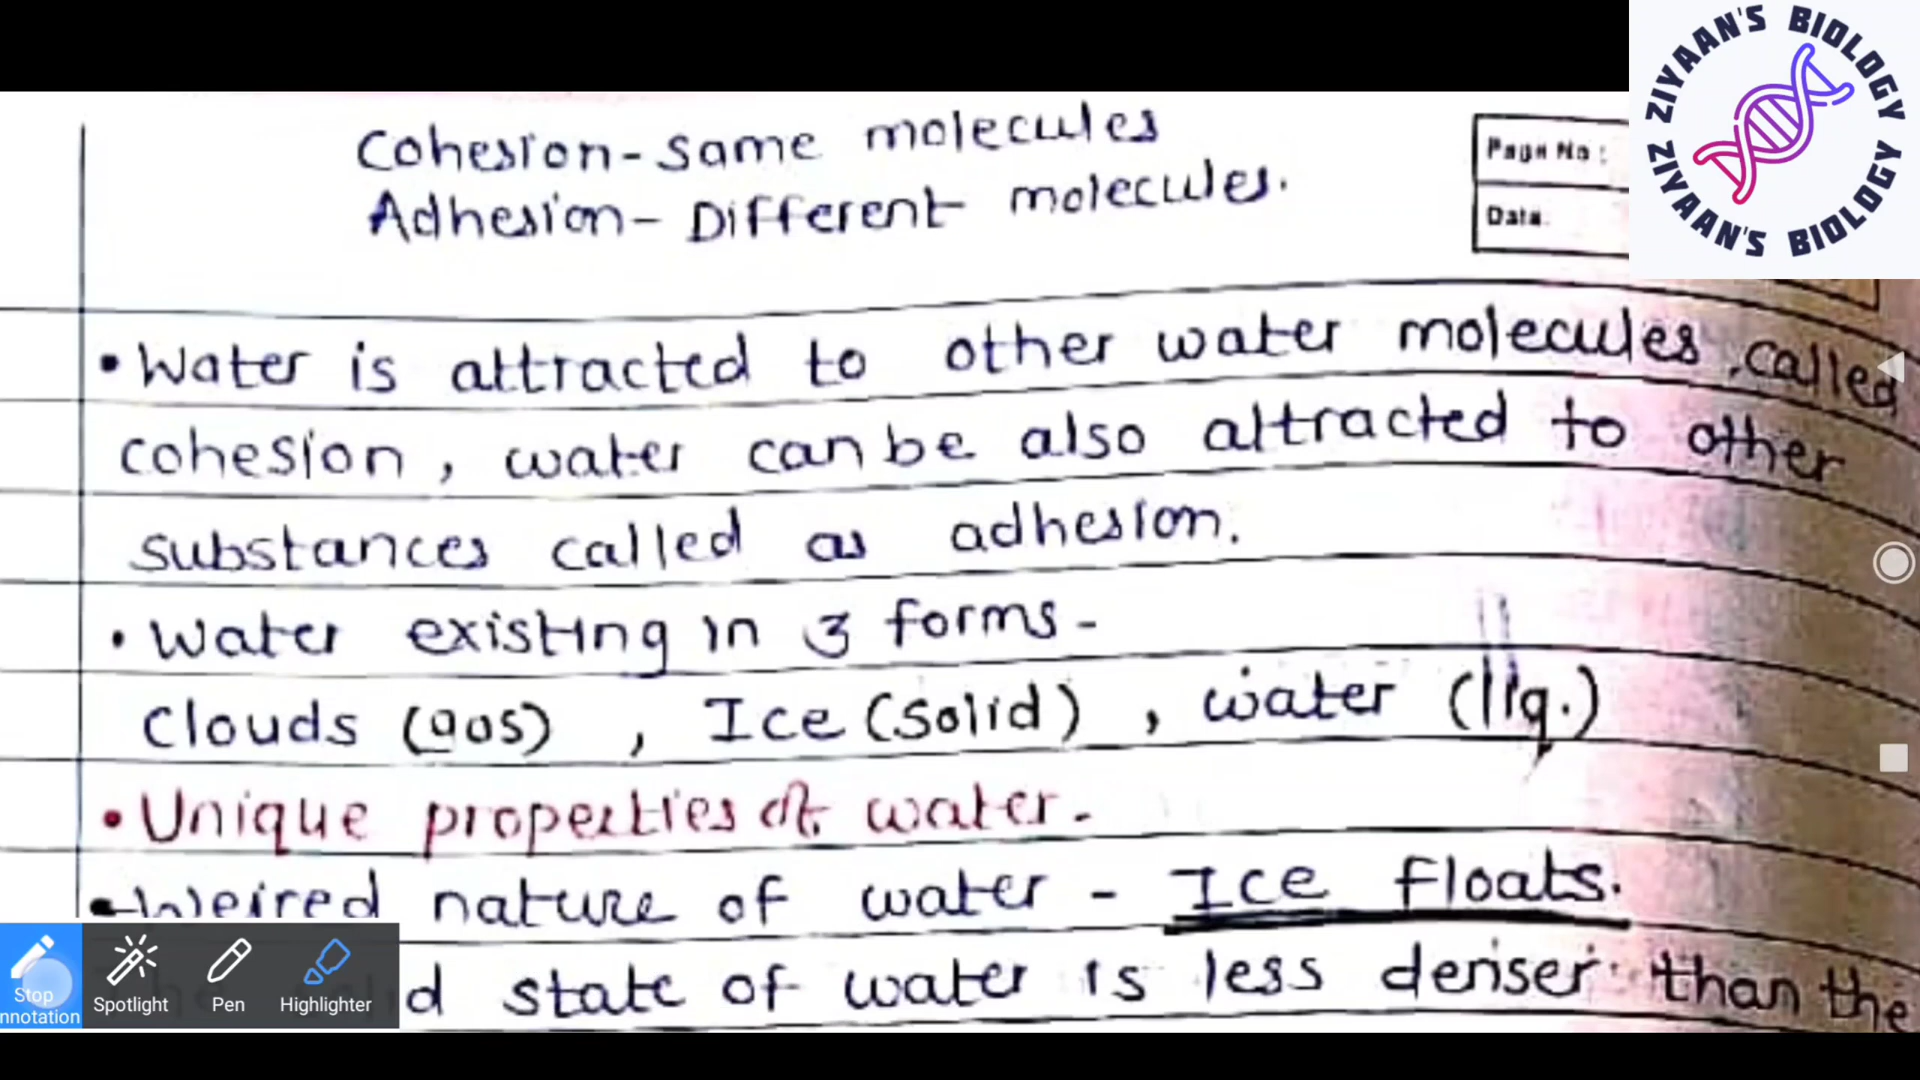 Cohesion - same molecules
Adhesion - Different molecules.
Page No :
Data
ZIYAAN'S BIOLOGY
ZIYAAN'S BIOLOGY
• Water is attracted to other water molecules, called
cohesion, water can be also attracted to other
substances called as adhesion.
• Water existing in 3 forms -
Clouds (gas), Ice (solid), water (liq.)
• Unique properties of water.
• Weired nature of water - Ice floats.
d state of water is less denser than the
Stop
nnotation
Spotlight
Pen
Highlighter